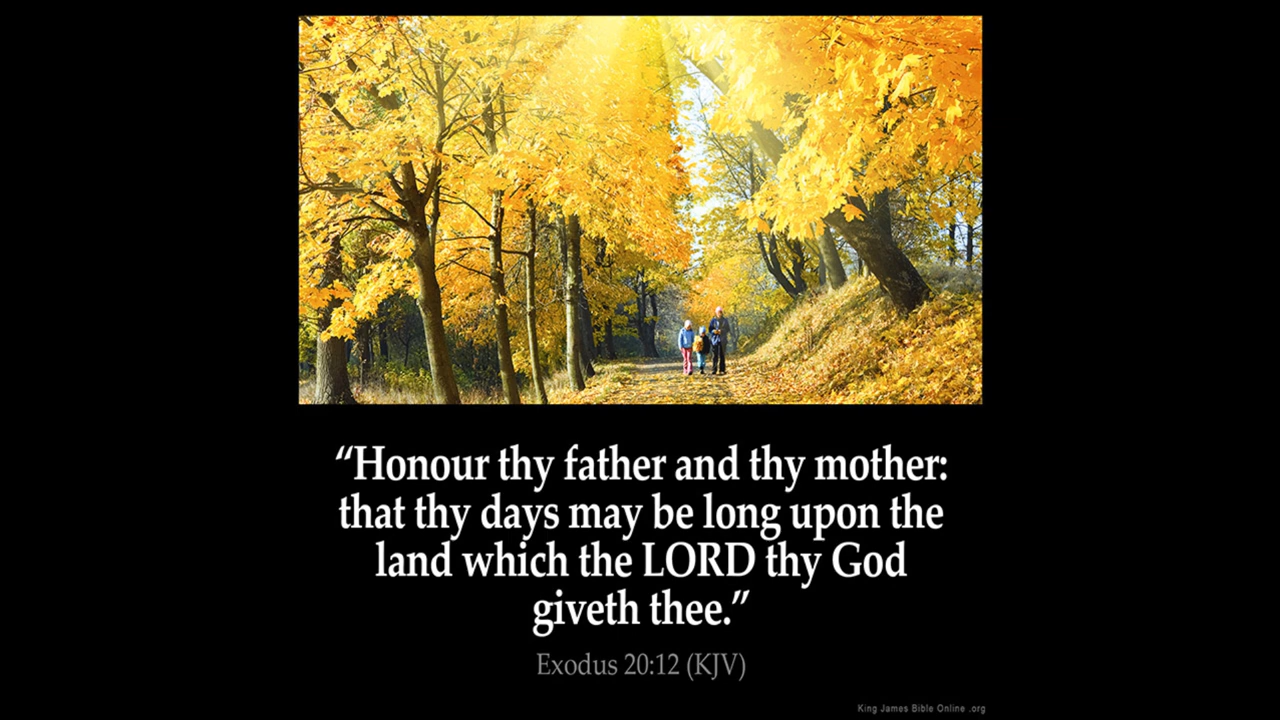 “Honour thy father and thy mother:
that thy days may be long upon the
land which the LORD thy God
giveth thee.”
Exodus 20:12 (KJV)
King James Bible Online .org